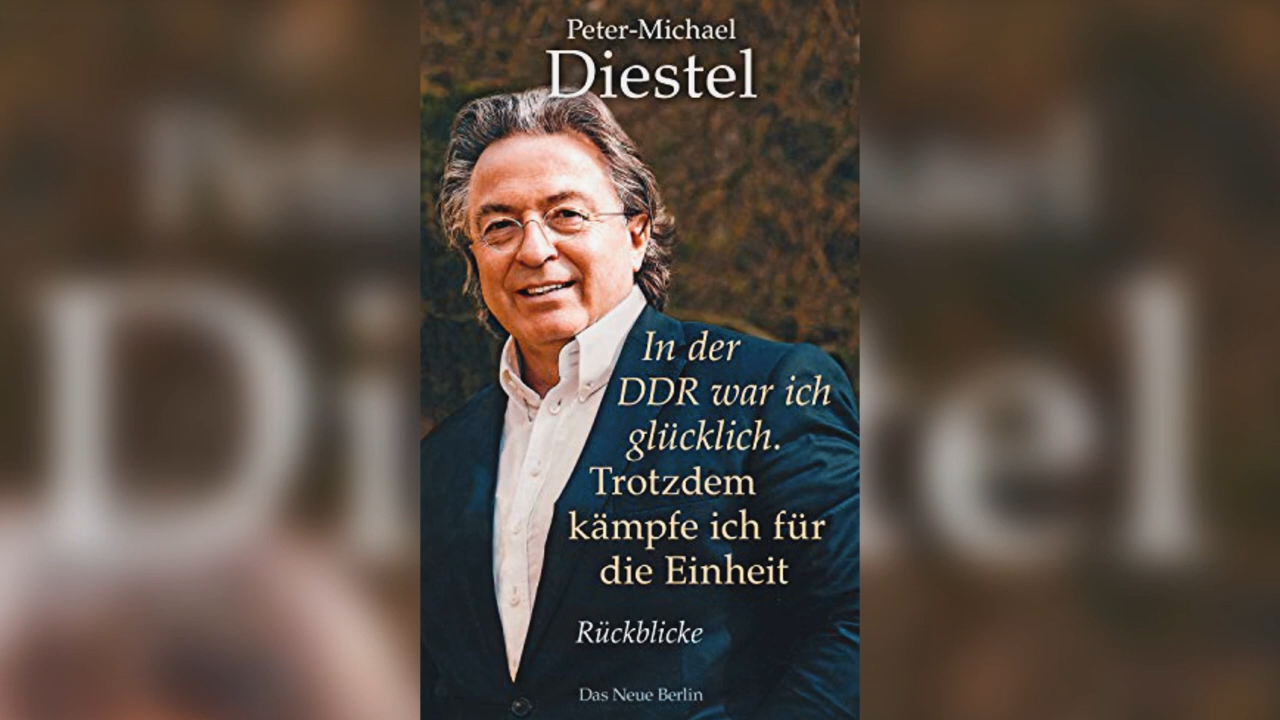 Peter-Michael
Diestel
In der
DDR war ich
glücklich.
Trotzdem
kämpfe ich für
die Einheit
Rückblicke
Das Neue Berlin